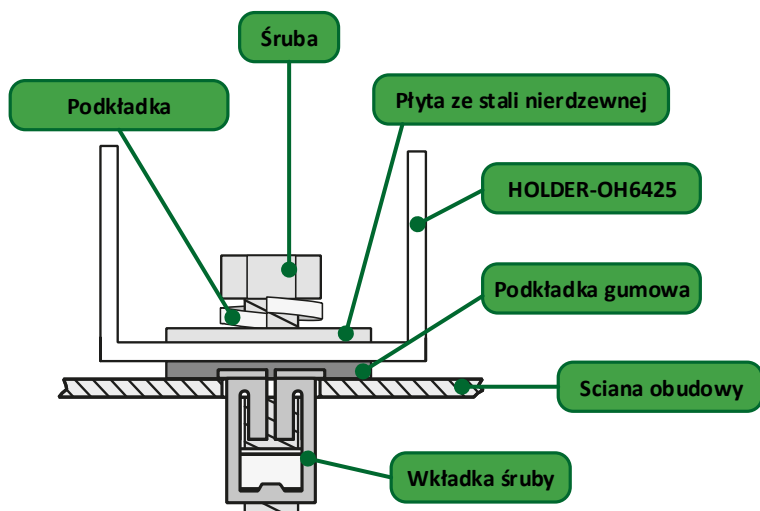 Śruba
Podkładka
Płyta ze stali nierdzewnej
HOLDER-OH6425
Podkładka gumowa
Sciana obudowy
Wkładka śruby